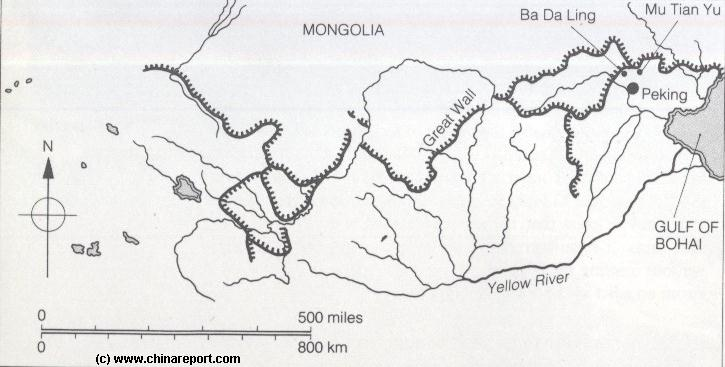 Ba Da Ling
Mu Tian Yu
MONGOLIA
Peking
Great Wall
N
GULF OF
BOHAI
Yellow River
0
500 miles
0
800 km
(c) www.chinareport.com